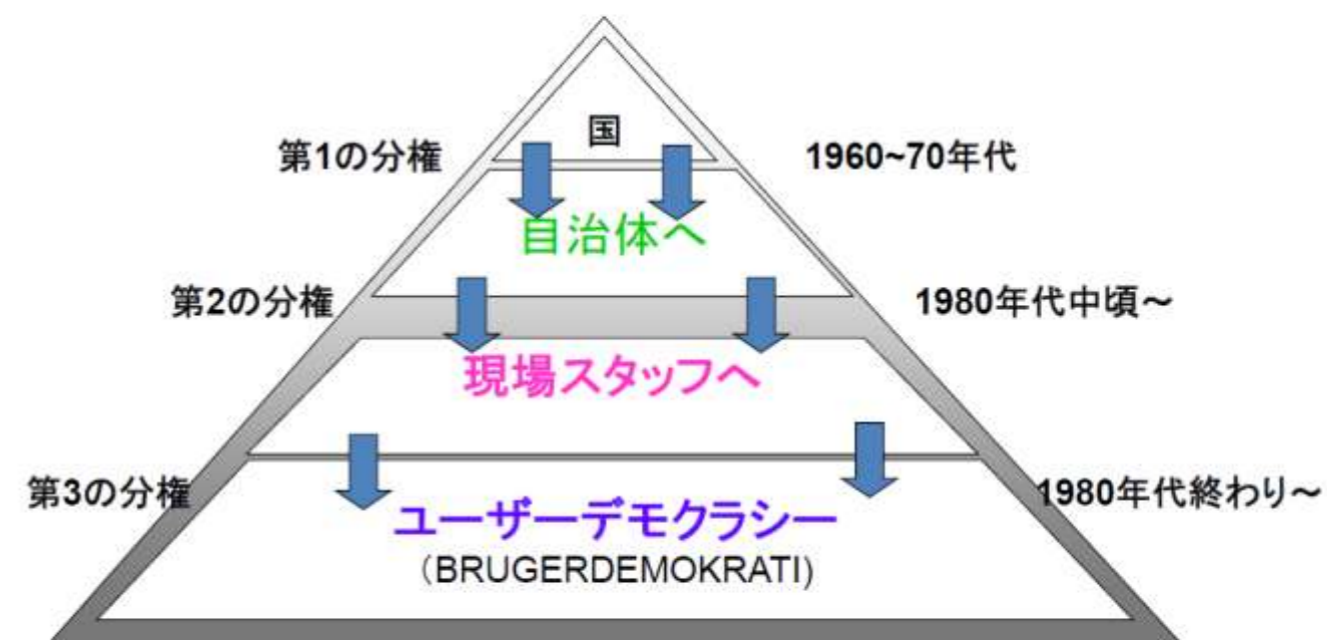 国
第1の分権
1960~70年代
自治体へ
第2の分権
1980年代中頃～
現場スタッフへ
第3の分権
1980年代終わり～
ユーザーデモクラシー
（BRUGERDEMOKRATI)